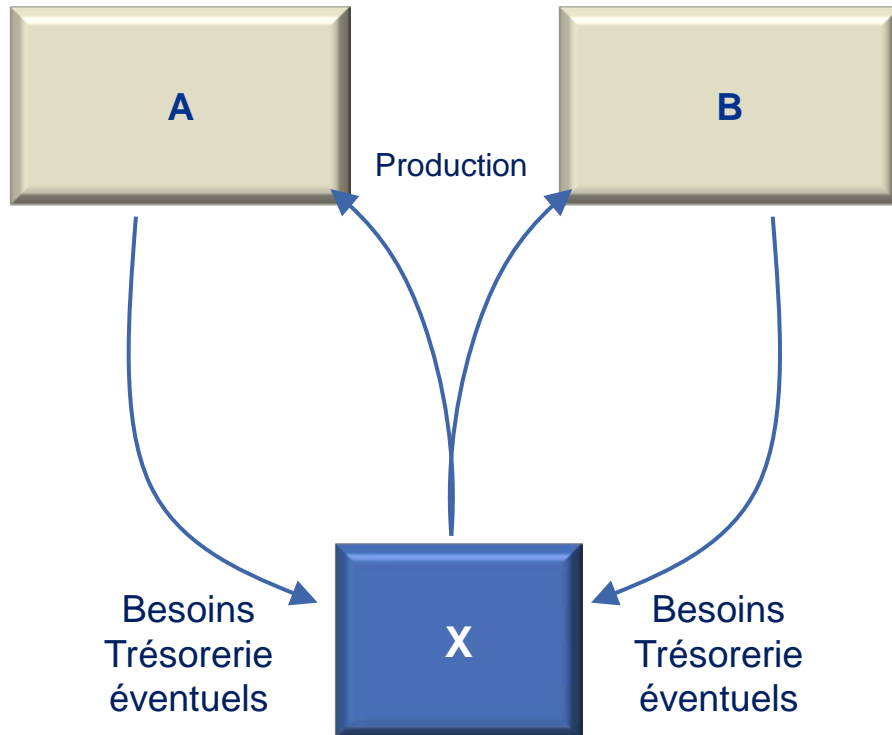 A
B
Production
Besoins
Trésorerie
éventuels
X
Besoins
Trésorerie
éventuels